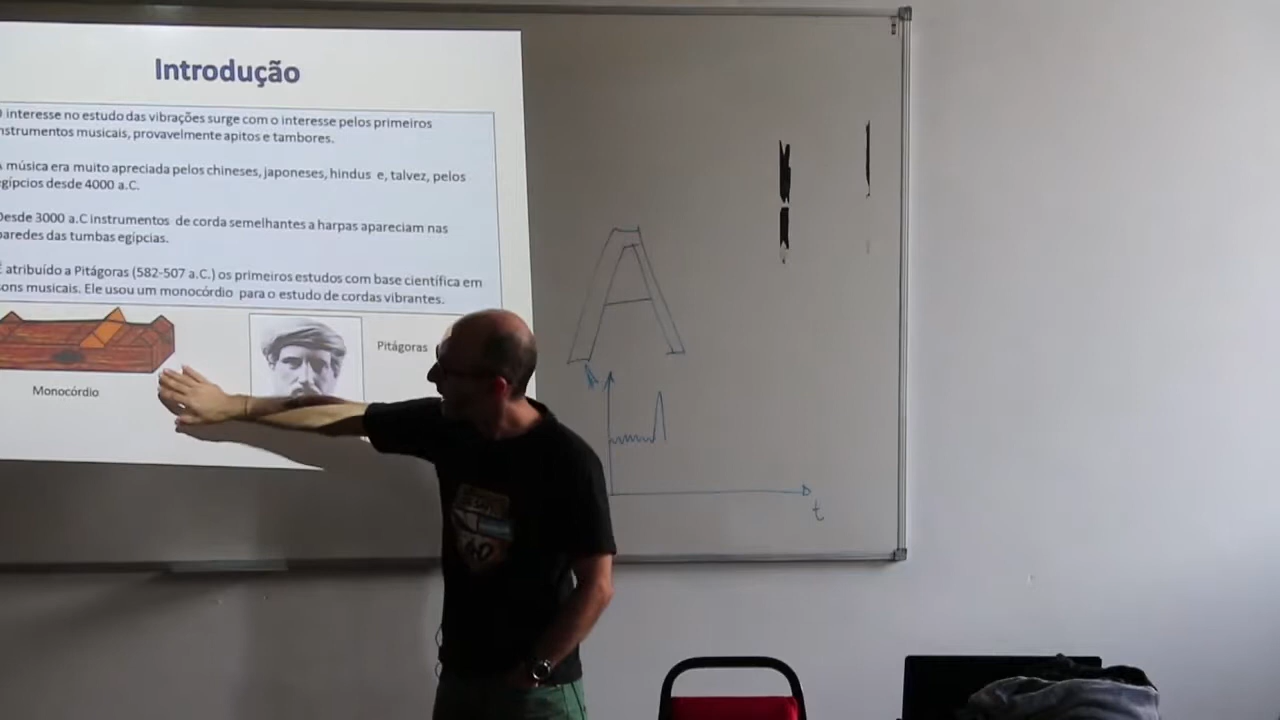 Introdução
O interesse no estudo das vibrações surge com o interesse pelos primeiros
instrumentos musicais, provavelmente apitos e tambores.
A música era muito apreciada pelos chineses, japoneses, hindus e, talvez, pelos
egípcios desde 4000 a.C.
Desde 3000 a.C instrumentos de corda semelhantes a harpas apareciam nas
paredes das tumbas egípcias.
É atribuído a Pitágoras (582-507 a.C.) os primeiros estudos com base científica em
sons musicais. Ele usou um monocórdio para o estudo de cordas vibrantes.
Pitágoras
Monocórdio
A
A
t